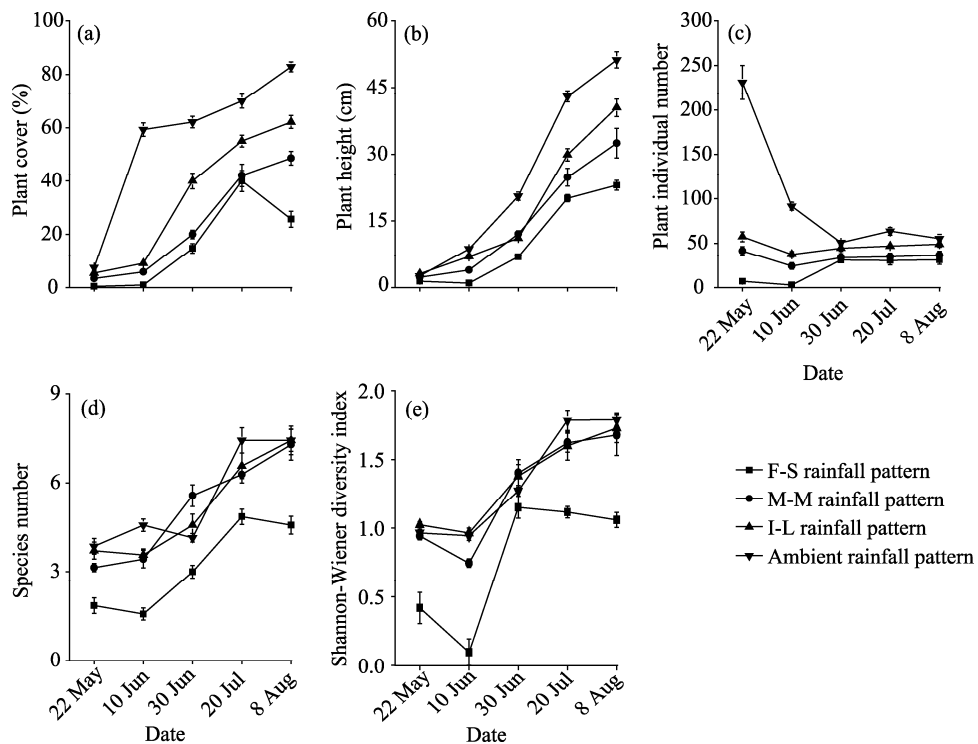 (a)
Plant cover (%)
100
80
60
40
20
0
(b)
Plant height (cm)
60
45
30
15
0
(c)
Plant individual number
300
250
200
150
100
50
0
22 May
10 Jun
30 Jun
20 Jul
8 Aug
Date
(d)
Species number
9
6
3
0
22 May
10 Jun
30 Jun
20 Jul
8 Aug
Date
(e)
Shannon-Wiener diversity index
2.0
1.5
1.0
0.5
0.0
22 May
10 Jun
30 Jun
20 Jul
8 Aug
Date
F-S rainfall pattern
M-M rainfall pattern
I-L rainfall pattern
Ambient rainfall pattern